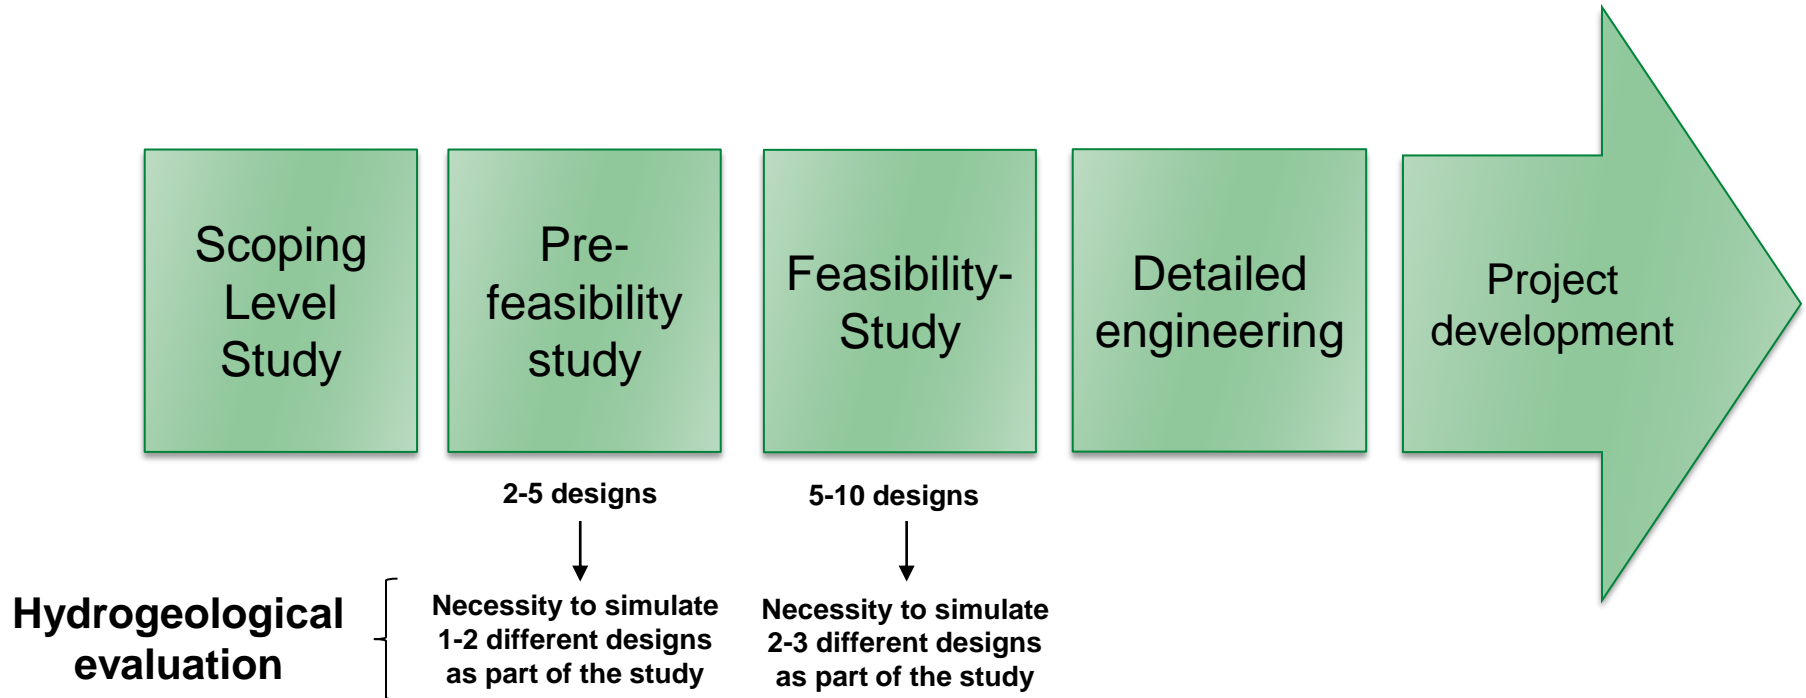 Scoping
Level
Study
Pre-
feasibility
study
Feasibility-
Study
Detailed
engineering
Project
development
2-5 designs
5-10 designs
Hydrogeological
evaluation
Necessity to simulate
1-2 different designs
as part of the study
Necessity to simulate
2-3 different designs
as part of the study